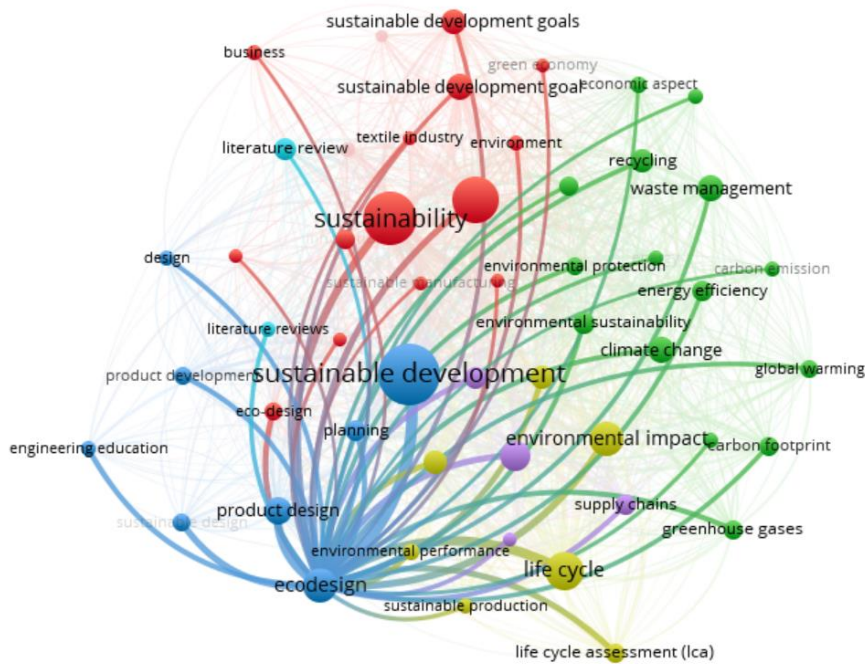 sustainable development goals
business
green economy
sustainable development goal
economic aspect
textile industry
environment
literature review
recycling
waste management
sustainability
design
environmental protection
carbon emission
sustainable manufacturing
energy efficiency
literature reviews
environmental sustainability
climate change
product development
sustainable development
global warming
eco-design
planning
engineering education
environmental impact
carbon footprint
product design
supply chains
sustainable design
greenhouse gases
environmental performance
ecodesign
life cycle
sustainable production
life cycle assessment (lca)